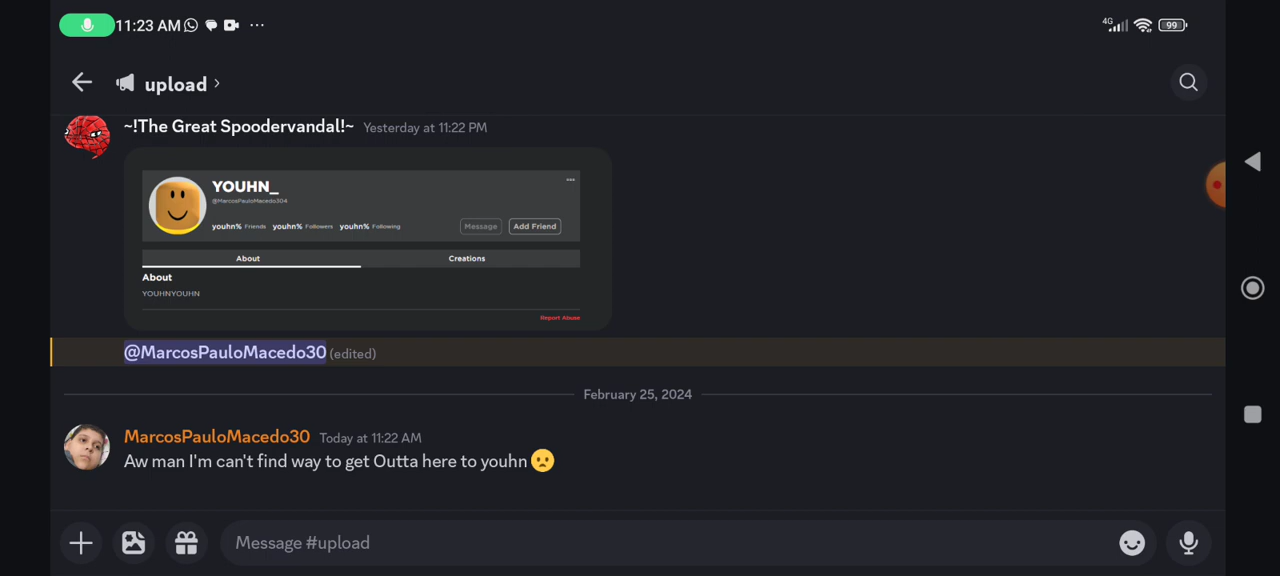 11:23 AM ···
4G 99
upload ›
~!The Great Spoodervandal!~ Yesterday at 11:22 PM
YOUHN_
@MarcosPauloMacedo304
youhn% Friends youhn% Followers youhn% Following
Message Add Friend
About Creations
About
YOUHNYOUHN
Report Abuse
@MarcosPauloMacedo30 (edited)
February 25, 2024
MarcosPauloMacedo30 Today at 11:22 AM
Aw man I'm can't find way to get Outta here to youhn😟
Message #upload